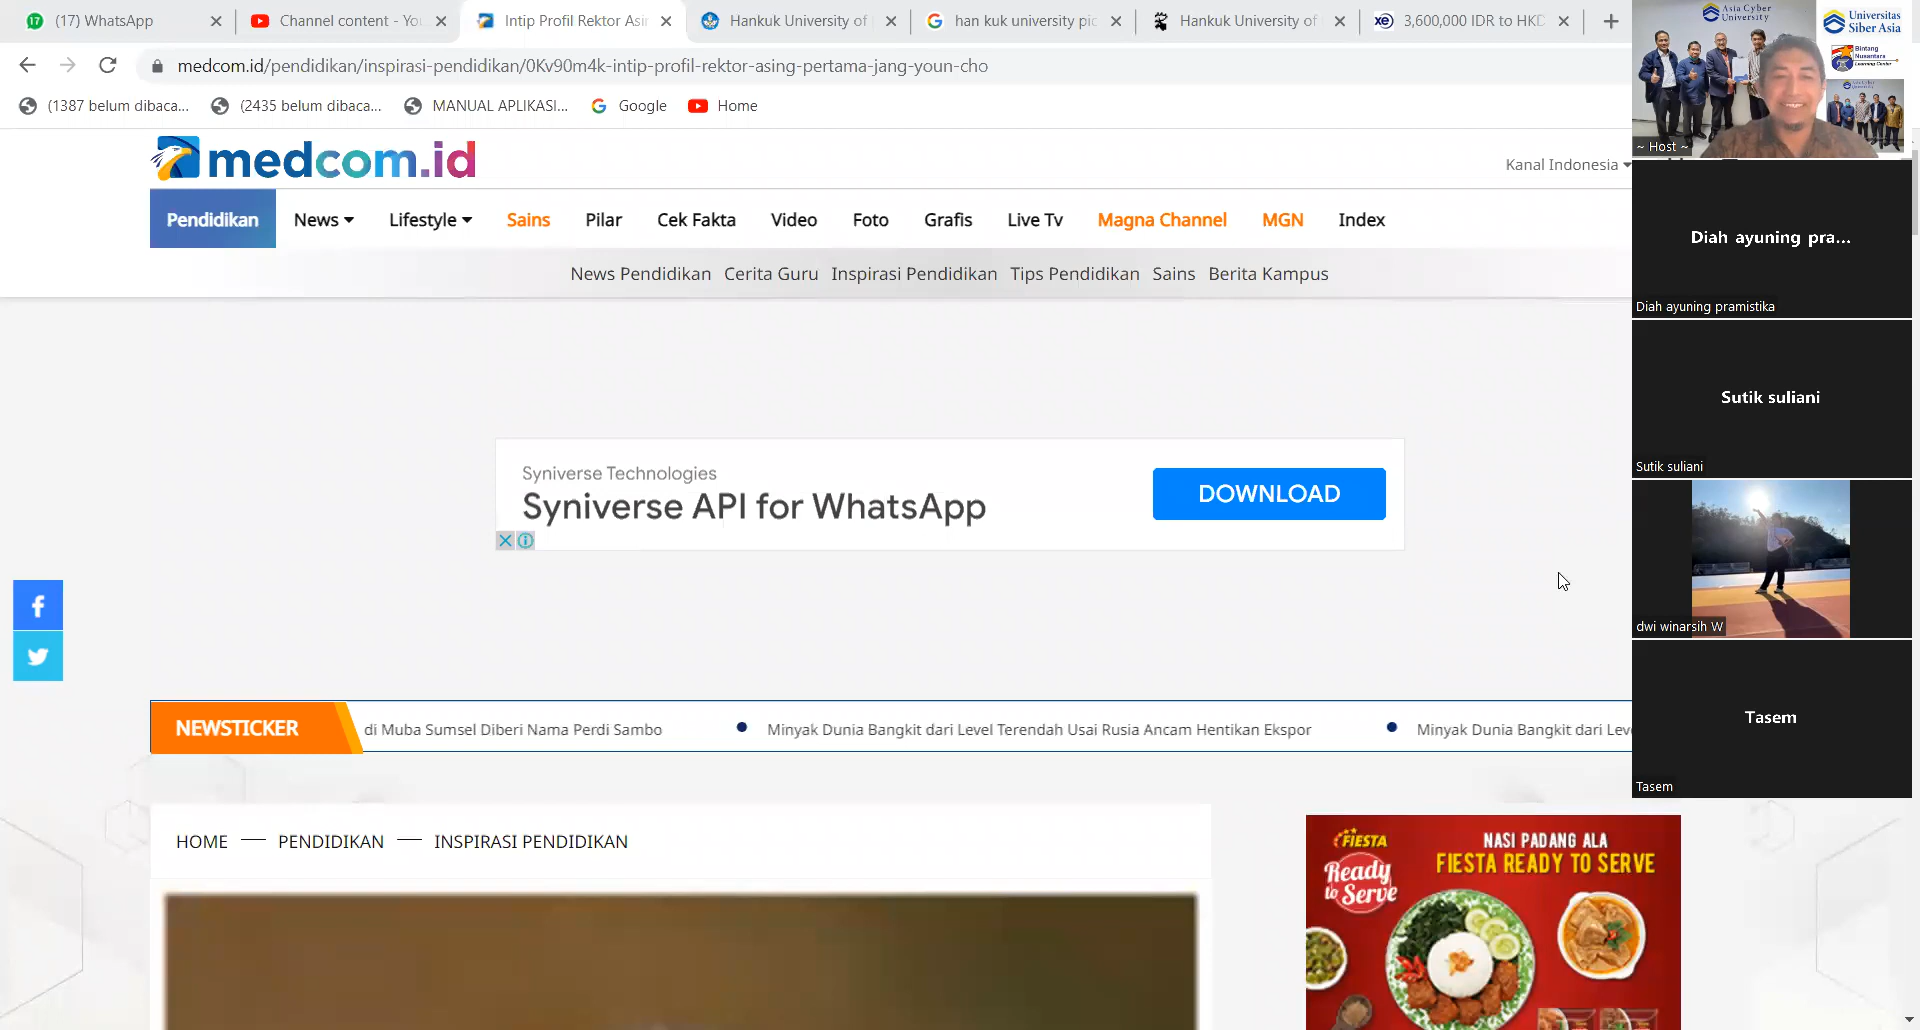 (17) WhatsApp
Channel content - You
Intip Profil Rektor Asin
Hankuk University of
han kuk university pic
Hankuk University of
3,600,000 IDR to HKD
medcom.id/pendidikan/inspirasi-pendidikan/0Kv90m4k-intip-profil-rektor-asing-pertama-jang-youn-cho
(1387 belum dibaca...
(2435 belum dibaca...
MANUAL APLIKASI...
Google
Home
medcom.id
Kanal Indonesia
Pendidikan
News
Lifestyle
Sains
Pilar
Cek Fakta
Video
Foto
Grafis
Live Tv
Magna Channel
MGN
Index
News Pendidikan
Cerita Guru
Inspirasi Pendidikan
Tips Pendidikan
Sains
Berita Kampus
Syniverse Technologies
Syniverse API for WhatsApp
DOWNLOAD
NEWSTICKER
di Muba Sumsel Diberi Nama Perdi Sambo
Minyak Dunia Bangkit dari Level Terendah Usai Rusia Ancam Hentikan Ekspor
Minyak Dunia Bangkit dari Lev
HOME
PENDIDIKAN
INSPIRASI PENDIDIKAN
FIESTA
Ready
to Serve
NASI PADANG ALA
FIESTA READY TO SERVE
Asia Cyber
University
Universitas
Siber Asia
Bintang
Nusantara
Learning Center
~ Host ~
Diah ayuning pra...
Diah ayuning pramistika
Sutik suliani
Sutik suliani
dwi winarsih W
Tasem
Tasem